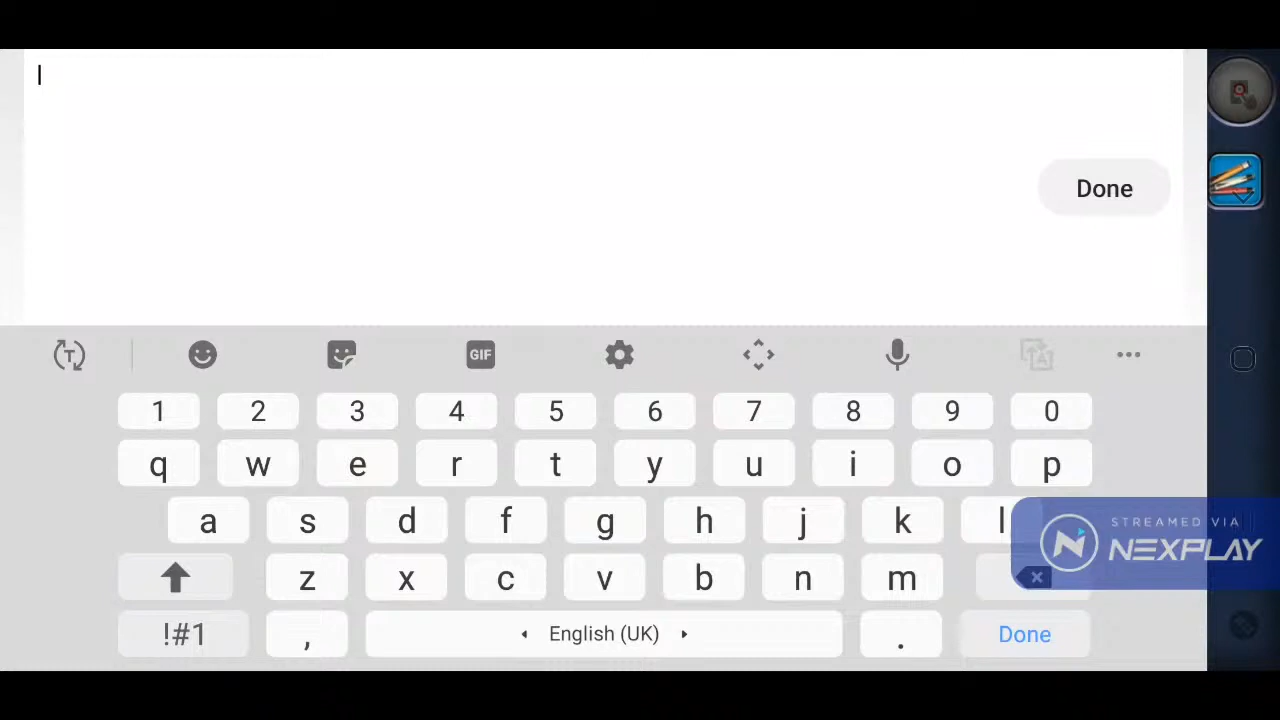 Done
T GIF A
1 2 3 4 5 6 7 8 9 0
q w e r t y u i o p
a s d f g h j k l
STREAMED VIA
N NEXPLAY
z x c v b n m
!#1 , English (UK) . Done